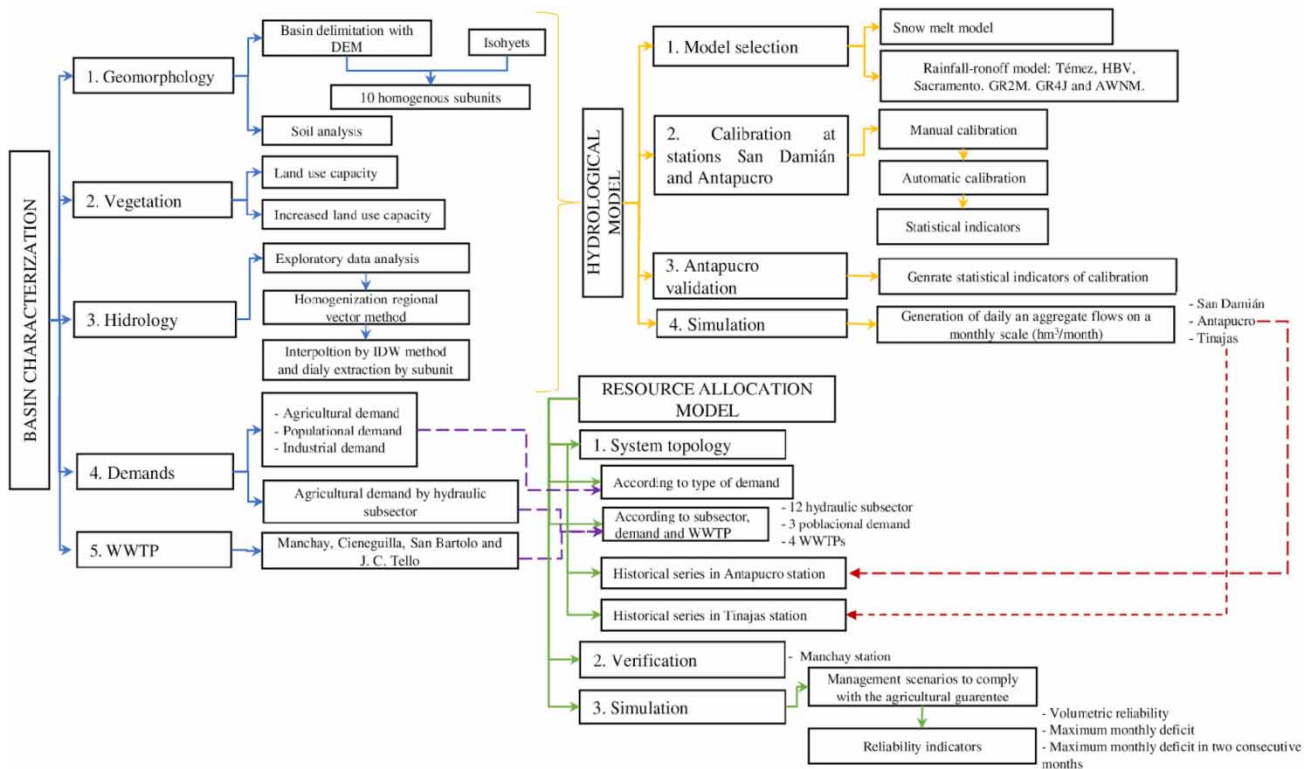 BASIN CHARACTERIZATION
1. Geomorphology
Basin delimitation with
DEM
Isohyets
10 homogenous subunits
Soil analysis
2. Vegetation
Land use capacity
Increased land use capacity
3. Hidrology
Exploratory data analysis
Homogenization regional
vector method
Interpoltion by IDW method
and dialy extraction by subunit
4. Demands
- Agricultural demand
- Populational demand
- Industrial demand
Agricultural demand by hydraulic
subsector
5. WWTP
Manchay, Cieneguilla, San Bartolo and
J. C. Tello
HYDROLOGICAL
MODEL
1. Model selection
Snow melt model
Rainfall-ronoff model: Témez, HBV,
Sacramento. GR2M. GR4J and AWNM.
2. Calibration at
stations San Damián
and Antapucro
Manual calibration
Automatic calibration
Statistical indicators
3. Antapucro
validation
Genrate statistical indicators of calibration
4. Simulation
Generation of daily an aggregate flows on a
monthly scale (hm³/month)
- San Damián
- Antapucro
- Tinajas
RESOURCE ALLOCATION
MODEL
1. System topology
According to type of demand
According to subsector,
demand and WWTP
- 12 hydraulic subsector
- 3 poblacional demand
- 4 WWTPs
Historical series in Antapucro station
Historical series in Tinajas station
2. Verification
- Manchay station
3. Simulation
Management scenarios to comply
with the agricultural guarentee
Reliability indicators
- Volumetric reliability
- Maximum monthly deficit
- Maximum monthly deficit in two consecutive
months